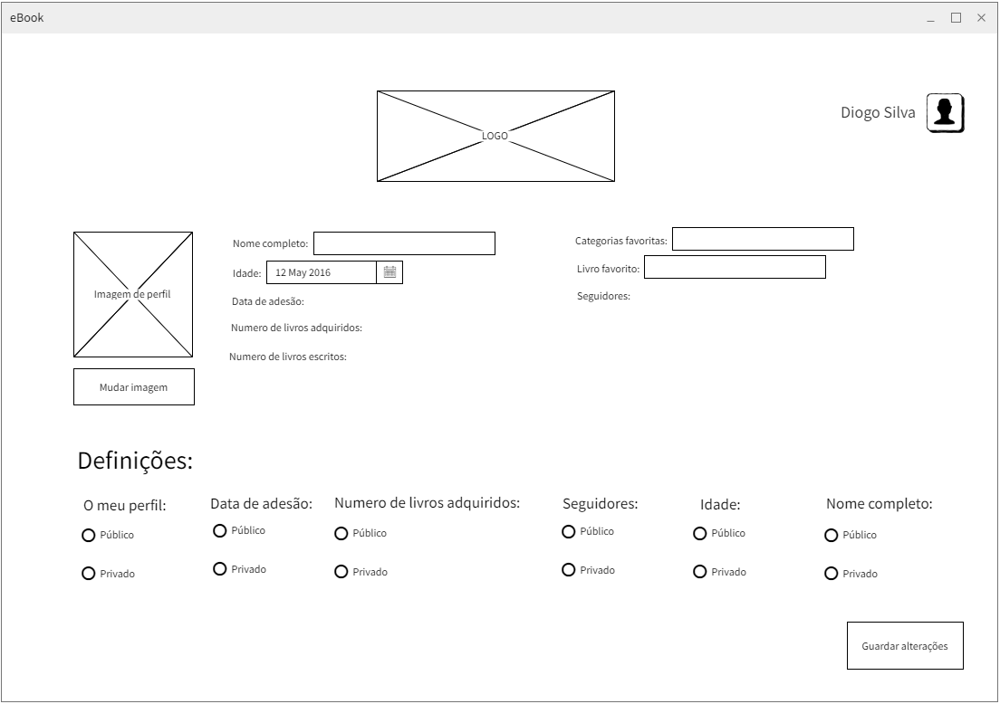 eBook
Diogo Silva
LOGO
Imagem de perfil
Mudar imagem
Nome completo:
Idade: 12 May 2016
Data de adesão:
Numero de livros adquiridos:
Numero de livros escritos:
Categorias favoritas:
Livro favorito:
Seguidores:
Definições:
O meu perfil:
Público
Privado
Data de adesão:
Público
Privado
Numero de livros adquiridos:
Público
Privado
Seguidores:
Público
Privado
Idade:
Público
Privado
Nome completo:
Público
Privado
Guardar alterações